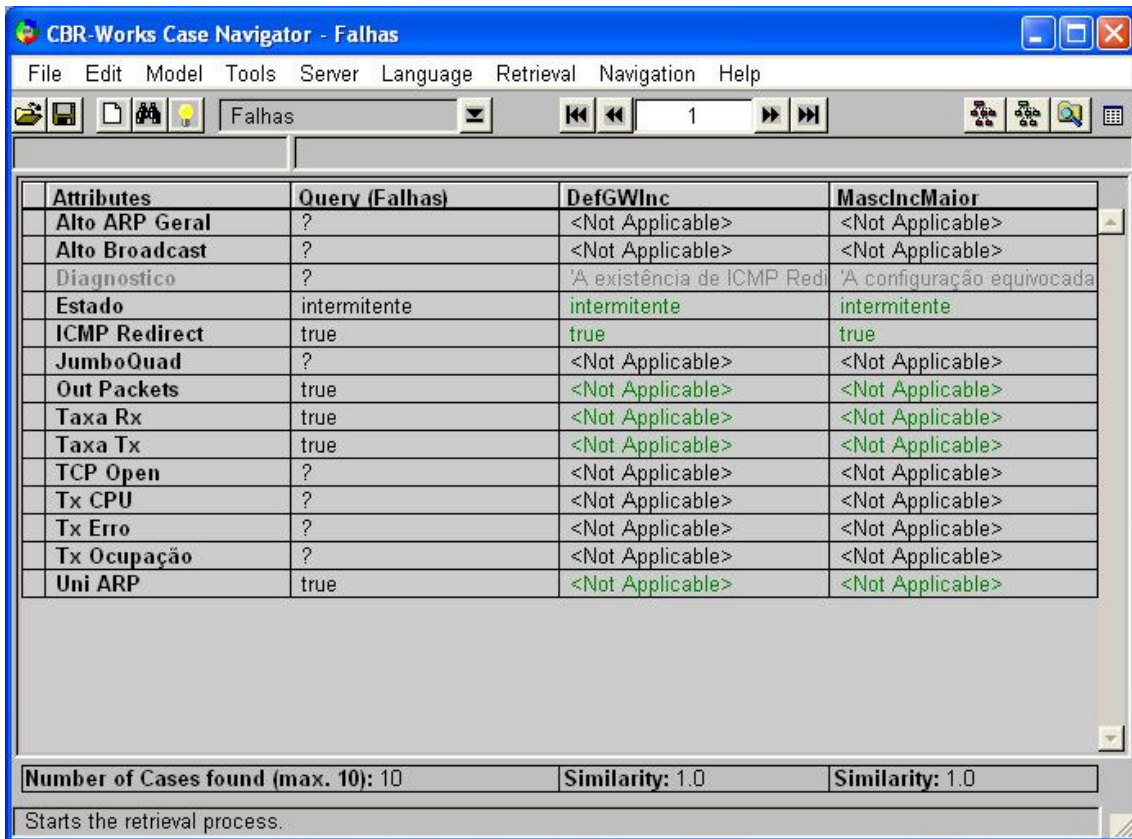 CBR-Works Case Navigator - Falhas
File Edit Model Tools Server Language Retrieval Navigation Help
Falhas 1
Attributes Query (Falhas) DefGWInc MascIncMaior
Alto ARP Geral ? <Not Applicable> <Not Applicable>
Alto Broadcast ? <Not Applicable> <Not Applicable>
Diagnostico ? 'A existência de ICMP Redi 'A configuração equivocada
Estado intermitente intermitente intermitente
ICMP Redirect true true true
JumboQuad ? <Not Applicable> <Not Applicable>
Out Packets true <Not Applicable> <Not Applicable>
Taxa Rx true <Not Applicable> <Not Applicable>
Taxa Tx true <Not Applicable> <Not Applicable>
TCP Open ? <Not Applicable> <Not Applicable>
Tx CPU ? <Not Applicable> <Not Applicable>
Tx Erro ? <Not Applicable> <Not Applicable>
Tx Ocupação ? <Not Applicable> <Not Applicable>
Uni ARP true <Not Applicable> <Not Applicable>
Number of Cases found (max. 10): 10 Similarity: 1.0 Similarity: 1.0
Starts the retrieval process.